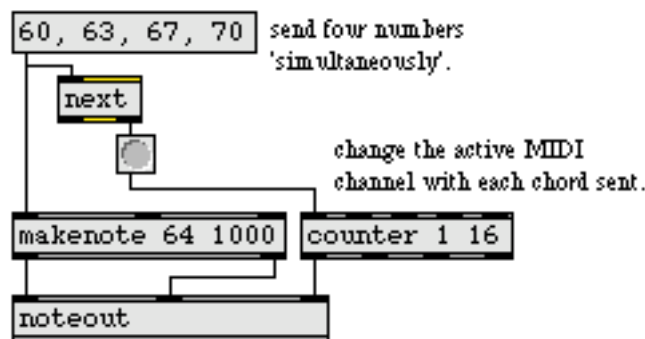 60, 63, 67, 70
send four numbers
'simultaneously'.
next
change the active MIDI
channel with each chord sent.
makenote 64 1000
counter 1 16
noteout